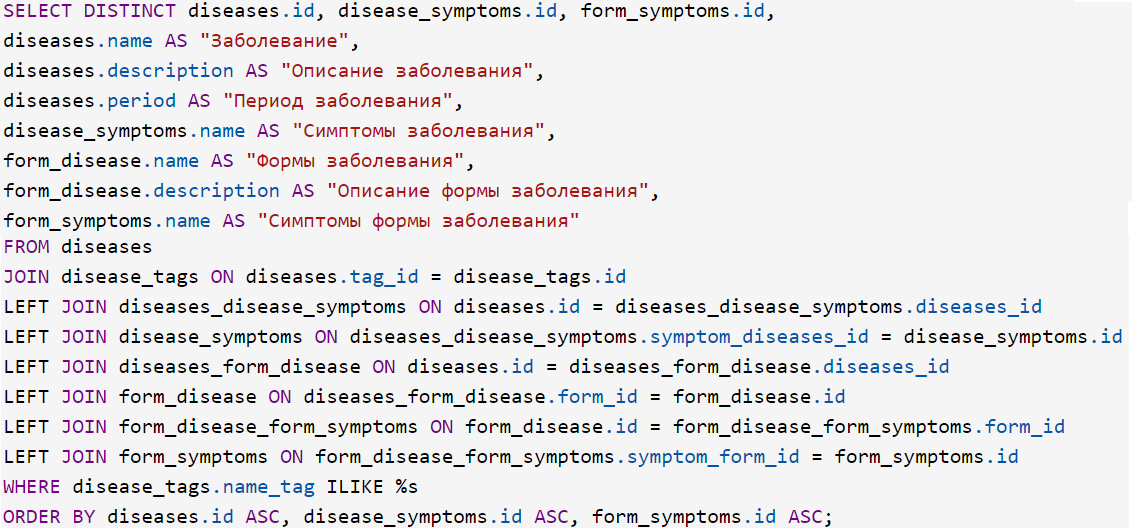 SELECT DISTINCT diseases.id, disease_symptoms.id, form_symptoms.id,
diseases.name AS "Заболевание",
diseases.description AS "Описание заболевания",
diseases.period AS "Период заболевания",
disease_symptoms.name AS "Симптомы заболевания",
form_disease.name AS "Формы заболевания",
form_disease.description AS "Описание формы заболевания",
form_symptoms.name AS "Симптомы формы заболевания"
FROM diseases
JOIN disease_tags ON diseases.tag_id = disease_tags.id
LEFT JOIN diseases_disease_symptoms ON diseases.id = diseases_disease_symptoms.diseases_id
LEFT JOIN disease_symptoms ON diseases_disease_symptoms.symptom_diseases_id = disease_symptoms.id
LEFT JOIN diseases_form_disease ON diseases.id = diseases_form_disease.diseases_id
LEFT JOIN form_disease ON diseases_form_disease.form_id = form_disease.id
LEFT JOIN form_disease_form_symptoms ON form_disease.id = form_disease_form_symptoms.form_id
LEFT JOIN form_symptoms ON form_disease_form_symptoms.symptom_form_id = form_symptoms.id
WHERE disease_tags.name_tag ILIKE %s
ORDER BY diseases.id ASC, disease_symptoms.id ASC, form_symptoms.id ASC;